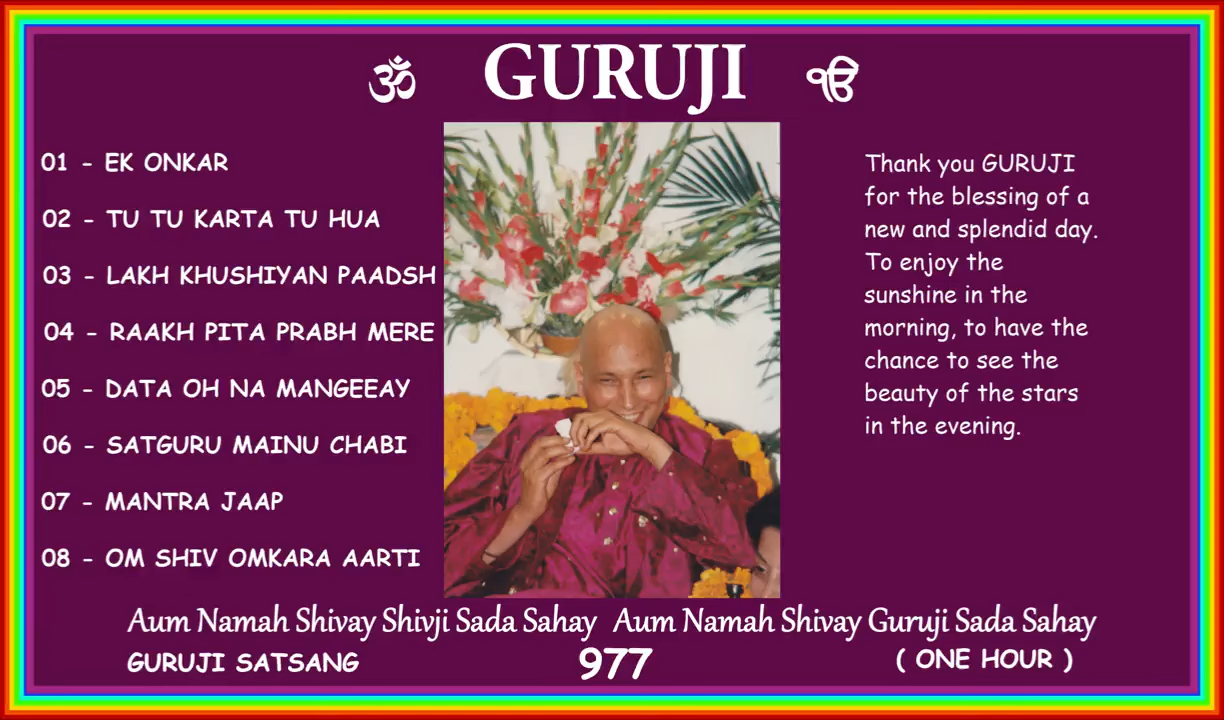 ॐ GURUJI ੴ
01 - EK ONKAR
02 - TU TU KARTA TU HUA
03 - LAKH KHUSHIYAN PAADSH
04 - RAAKH PITA PRABH MERE
05 - DATA OH NA MANGEEAY
06 - SATGURU MAINU CHABI
07 - MANTRA JAAP
08 - OM SHIV OMKARA AARTI
Thank you GURUJI
for the blessing of a
new and splendid day.
To enjoy the
sunshine in the
morning, to have the
chance to see the
beauty of the stars
in the evening.
Aum Namah Shivay Shivji Sada Sahay Aum Namah Shivay Guruji Sada Sahay
GURUJI SATSANG 977 ( ONE HOUR )